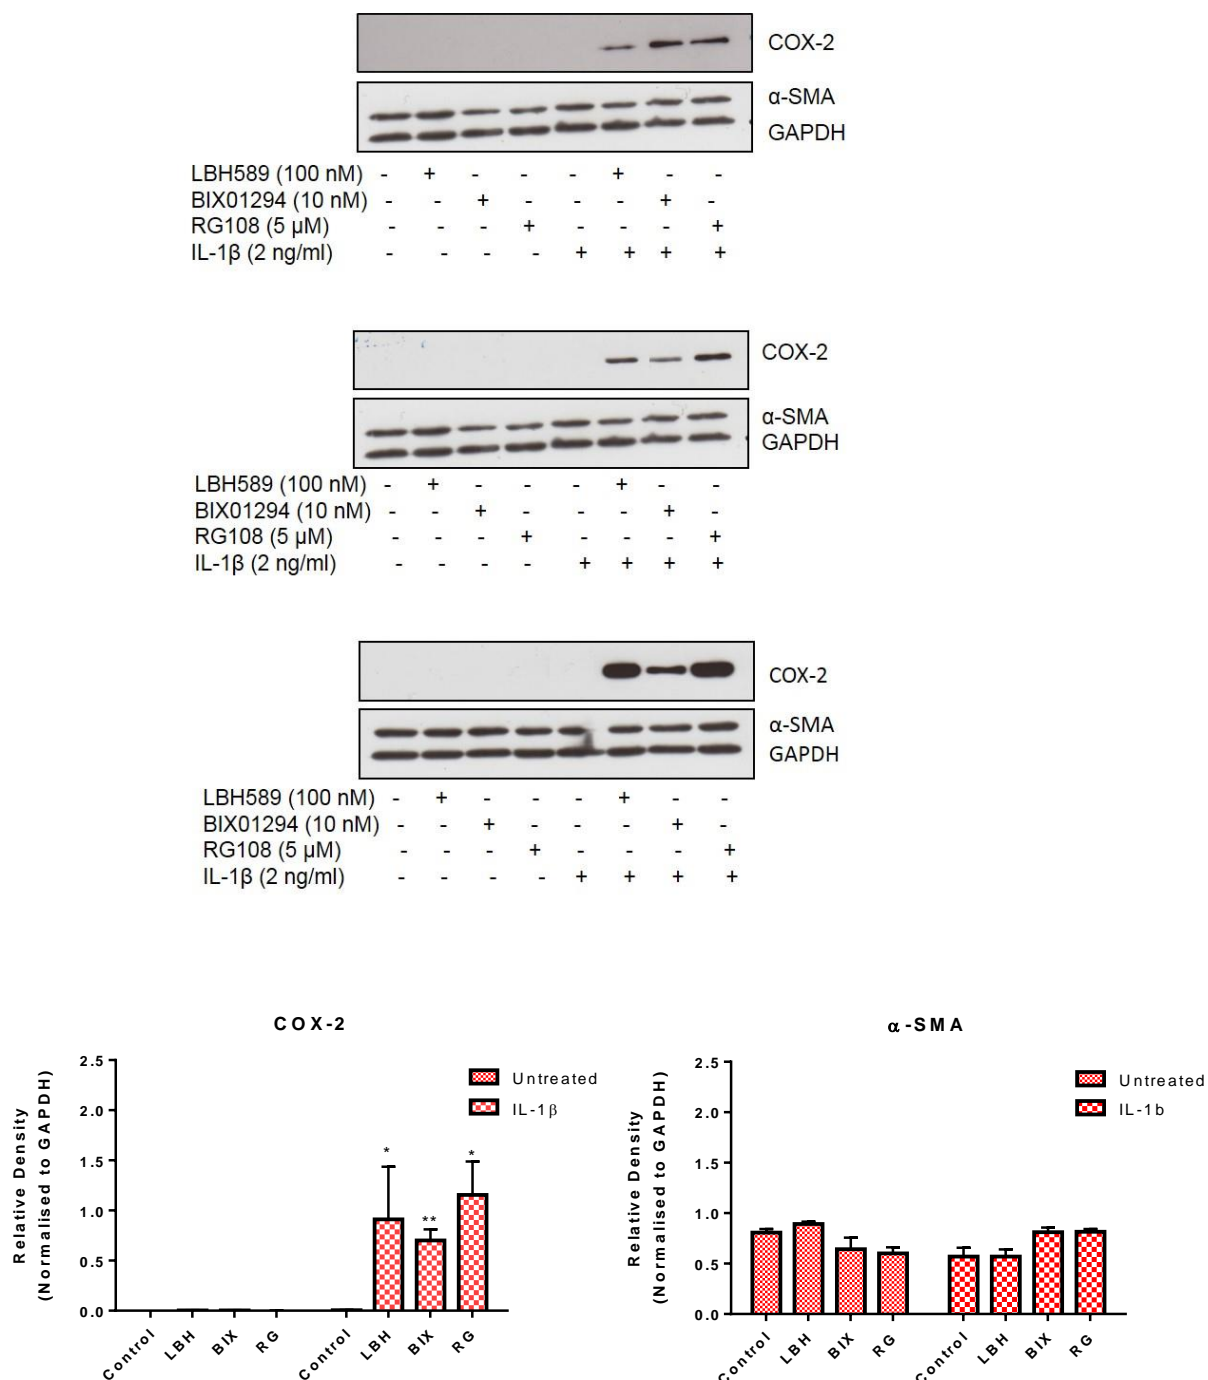 COX-2
α-SMA
GAPDH
LBH589 (100 nM) - + - - - + - -
BIX01294 (10 nM) - - + - - - + -
RG108 (5 µM) - - - + - - - +
IL-1β (2 ng/ml) - - - - + + + +
COX-2
α-SMA
GAPDH
LBH589 (100 nM) - + - - - + - -
BIX01294 (10 nM) - - + - - - + -
RG108 (5 µM) - - - + - - - +
IL-1β (2 ng/ml) - - - - + + + +
COX-2
α-SMA
GAPDH
LBH589 (100 nM) - + - - - + - -
BIX01294 (10 nM) - - + - - - + -
RG108 (5 µM) - - - + - - - +
IL-1β (2 ng/ml) - - - - + + + +
COX-2
Relative Density
(Normalised to GAPDH)
2.5
2.0
1.5
1.0
0.5
0.0
Untreated
IL-1β
* ** *
Control LBH BIX RG Control LBH BIX RG
α-SMA
Relative Density
(Normalised to GAPDH)
2.5
2.0
1.5
1.0
0.5
0.0
Untreated
IL-1b
Control LBH BIX RG Control LBH BIX RG